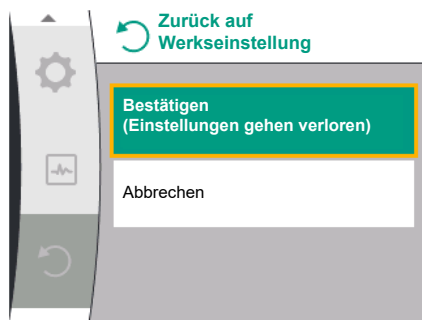 Zurück auf
Werkseinstellung
Bestätigen
(Einstellungen gehen verloren)
Abbrechen